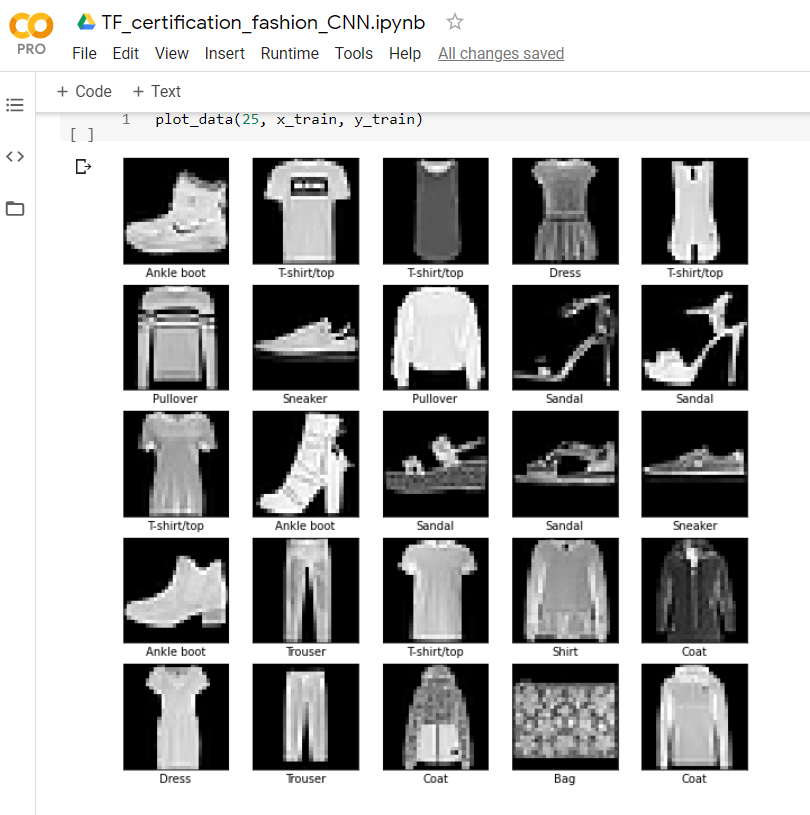 TF_certification_fashion_CNN.ipynb
PRO
File Edit View Insert Runtime Tools Help All changes saved
+ Code + Text
[ ] 1 plot_data(25, x_train, y_train)
Ankle boot T-shirt/top T-shirt/top Dress T-shirt/top
Pullover Sneaker Pullover Sandal Sandal
T-shirt/top Ankle boot Sandal Sandal Sneaker
Ankle boot Trouser T-shirt/top Shirt Coat
Dress Trouser Coat Bag Coat